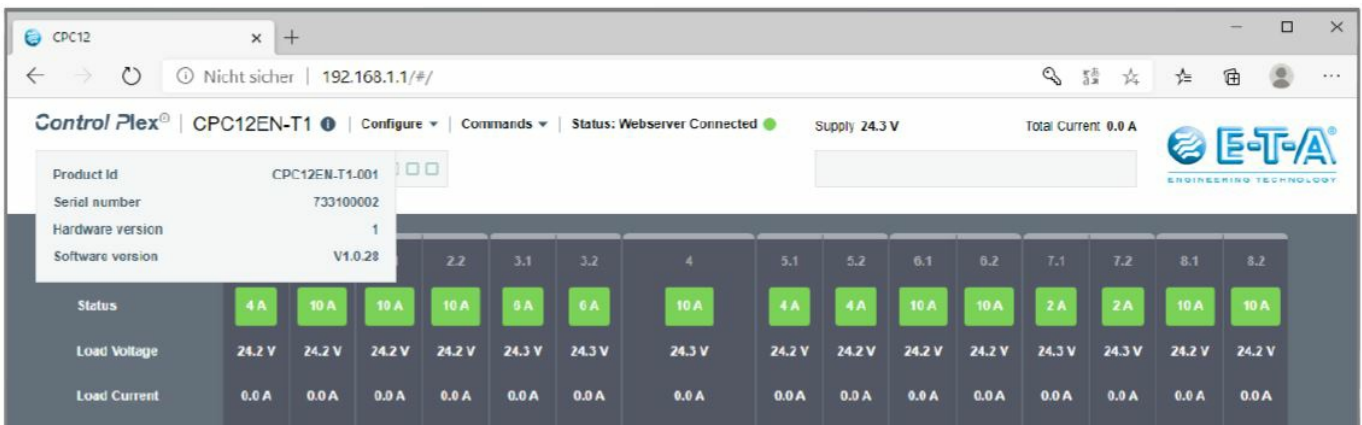 CPC12
Nicht sicher | 192.168.1.1/#/
Control Plex® | CPC12EN-T1 | Configure | Commands | Status: Webserver Connected Supply 24.3 V Total Current 0.0 A
E-T-A®
ENGINEERING TECHNOLOGY
Product Id CPC12EN-T1-001
Serial number 733100002
Hardware version 1
Software version V1.0.28
2.2 3.1 3.2 4 5.1 5.2 6.1 6.2 7.1 7.2 8.1 8.2
Status 4 A 10 A 10 A 10 A 6 A 6 A 10 A 4 A 4 A 10 A 10 A 2 A 2 A 10 A 10 A
Load Voltage 24.2 V 24.2 V 24.2 V 24.2 V 24.3 V 24.3 V 24.3 V 24.2 V 24.2 V 24.2 V 24.2 V 24.3 V 24.3 V 24.2 V 24.2 V
Load Current 0.0 A 0.0 A 0.0 A 0.0 A 0.0 A 0.0 A 0.0 A 0.0 A 0.0 A 0.0 A 0.0 A 0.0 A 0.0 A 0.0 A 0.0 A